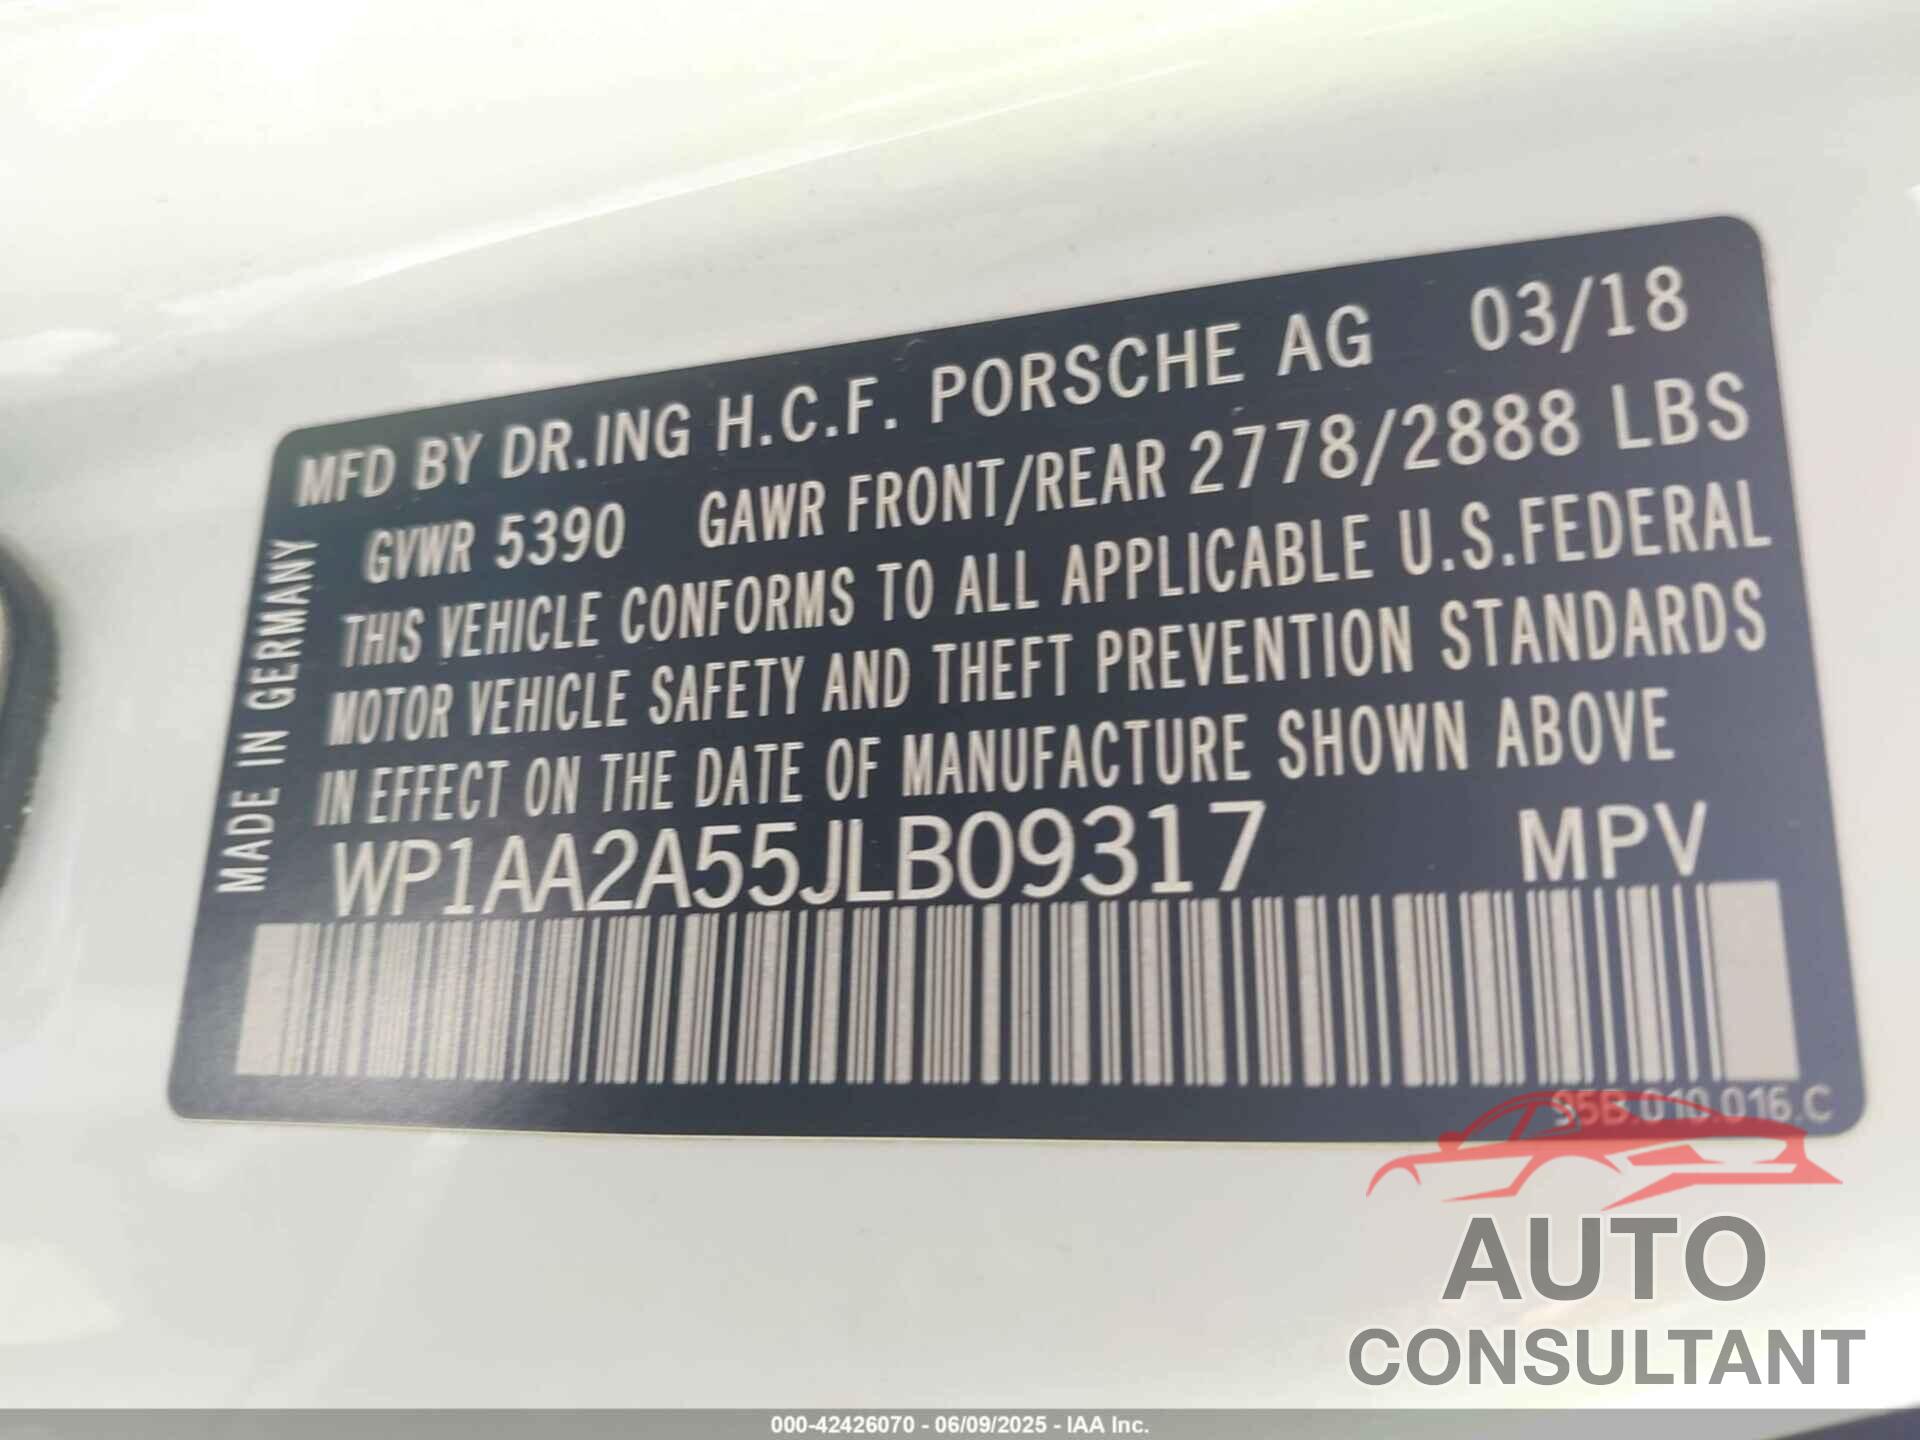 MFD BY DR.ING H.C.F. PORSCHE AG 03/18
GVWR 5390 GAWR FRONT/REAR 2778/2888 LBS
THIS VEHICLE CONFORMS TO ALL APPLICABLE U.S.FEDERAL
MOTOR VEHICLE SAFETY AND THEFT PREVENTION STANDARDS
IN EFFECT ON THE DATE OF MANUFACTURE SHOWN ABOVE
WP1AA2A55JLB09317 MPV
MADE IN GERMANY
95B.010.016.C
AUTO
CONSULTANT
000-42426070 - 06/09/2025 - IAA Inc.